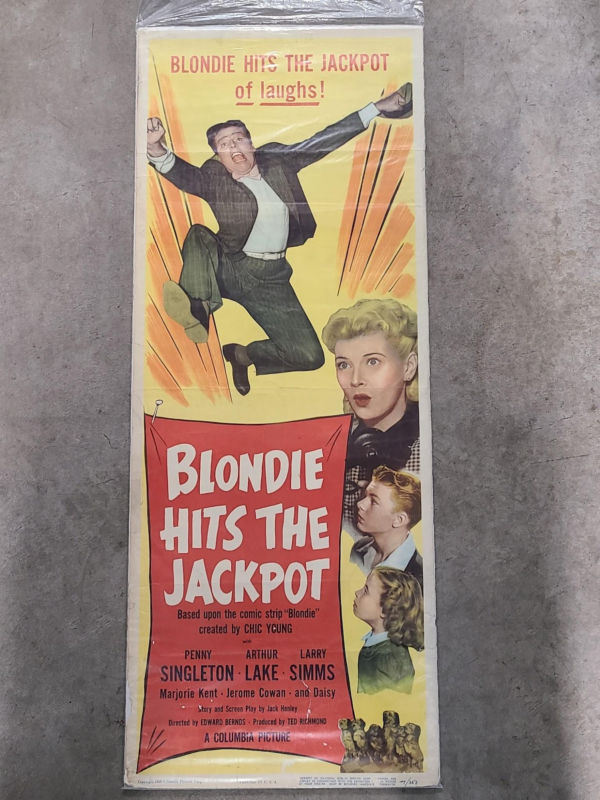 BLONDIE HITS THE JACKPOT
of laughs!
BLONDIE
HITS THE
JACKPOT
Based upon the comic strip "Blondie"
created by CHIC YOUNG
with
PENNY ARTHUR LARRY
SINGLETON · LAKE · SIMMS
Marjorie Kent · Jerome Cowan · and Daisy
Story and Screen Play by Jack Henley
Directed by EDWARD BERNDS · Produced by TED RICHMOND
A COLUMBIA PICTURE